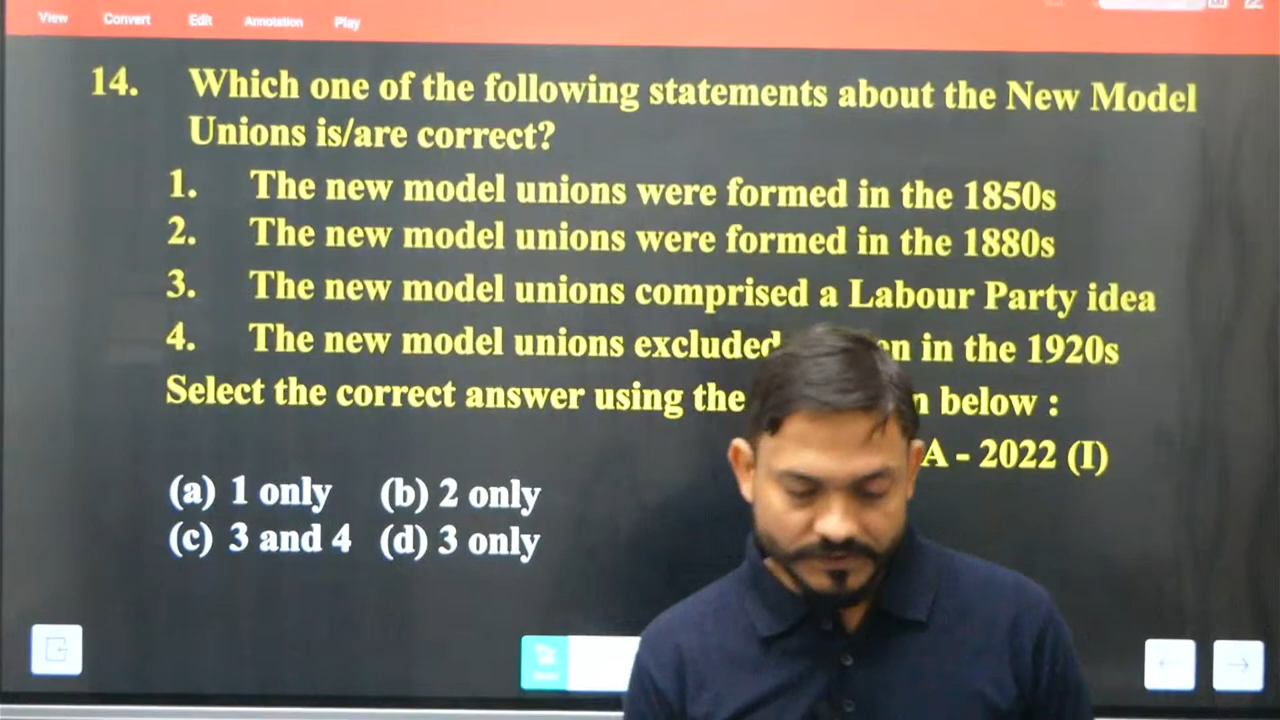 View Convert Edit Annotation Play
14. Which one of the following statements about the New Model
Unions is/are correct?
1. The new model unions were formed in the 1850s
2. The new model unions were formed in the 1880s
3. The new model unions comprised a Labour Party idea
4. The new model unions excluded in the 1920s
Select the correct answer using the below :
A - 2022 (I)
(a) 1 only (b) 2 only
(c) 3 and 4 (d) 3 only